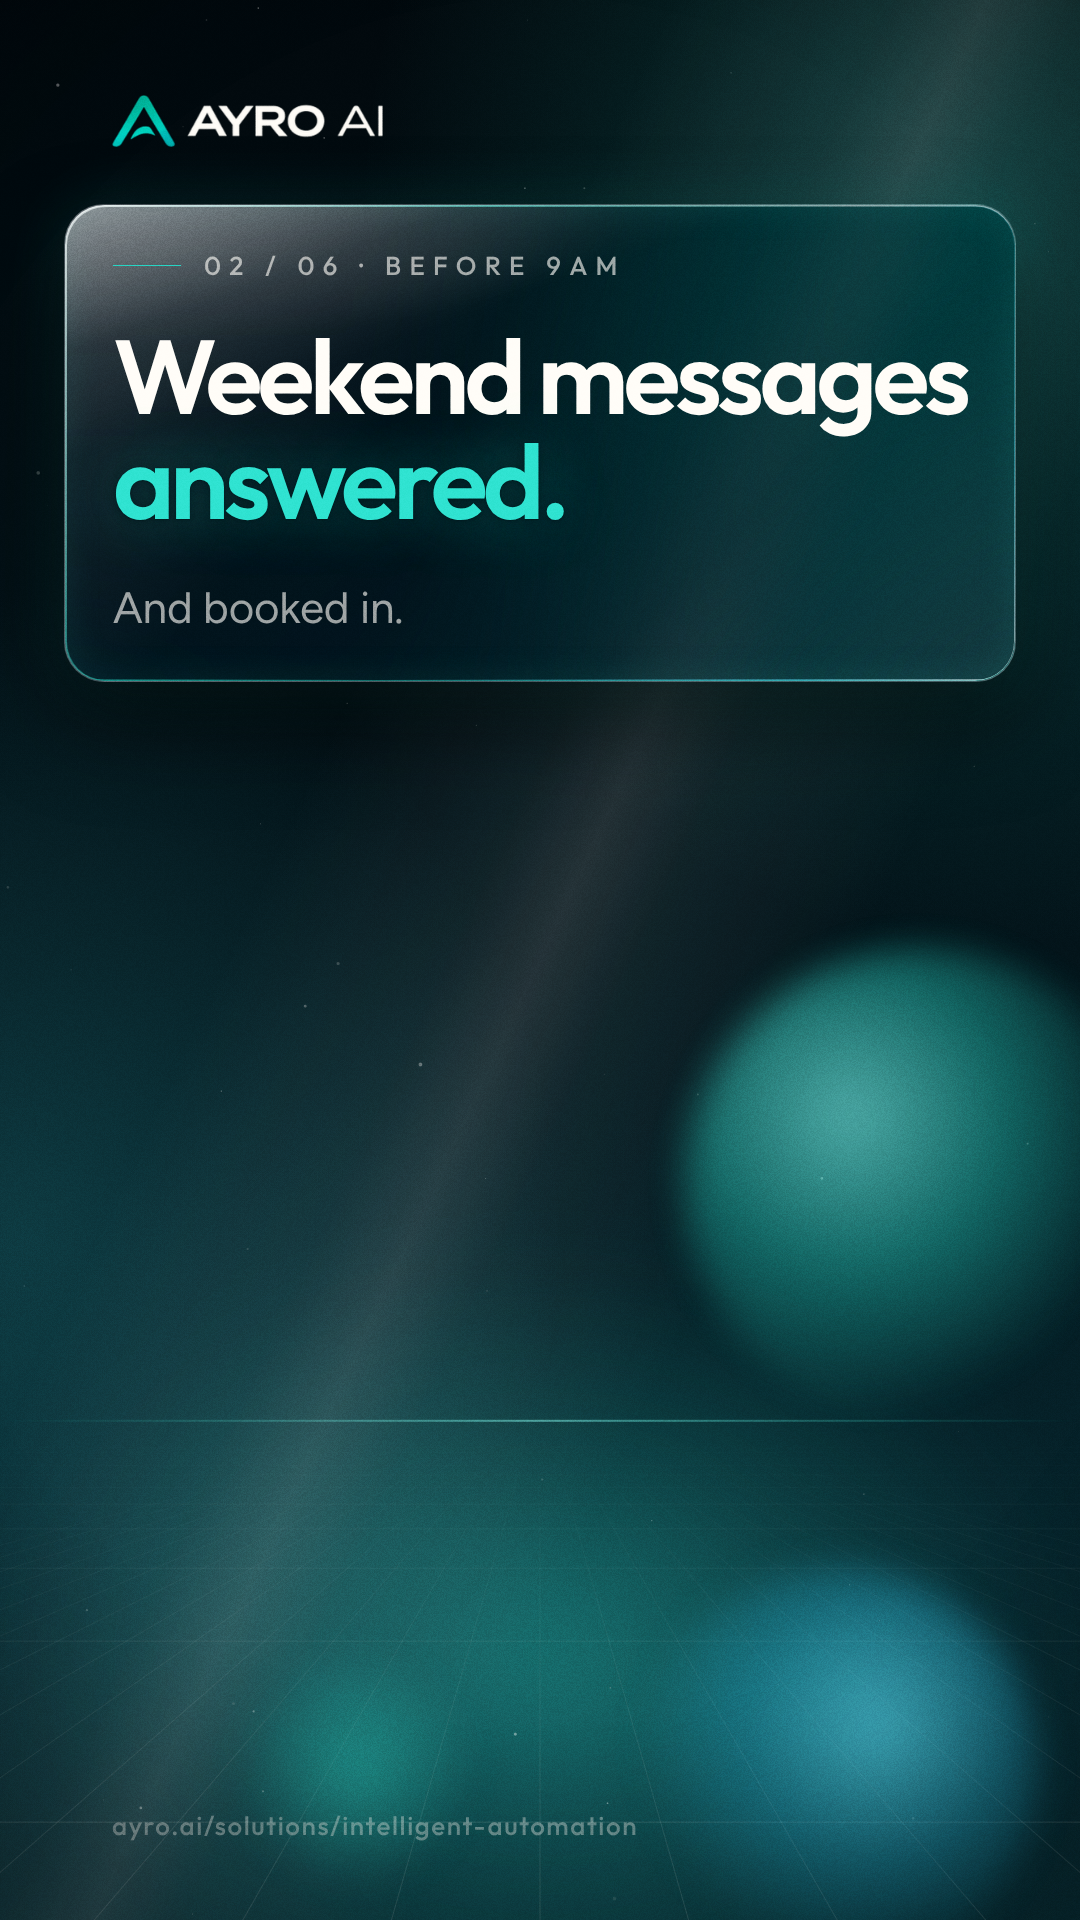 AYRO AI
02 / 06 · BEFORE 9AM
Weekend messages
answered.
And booked in.
ayro.ai/solutions/intelligent-automation